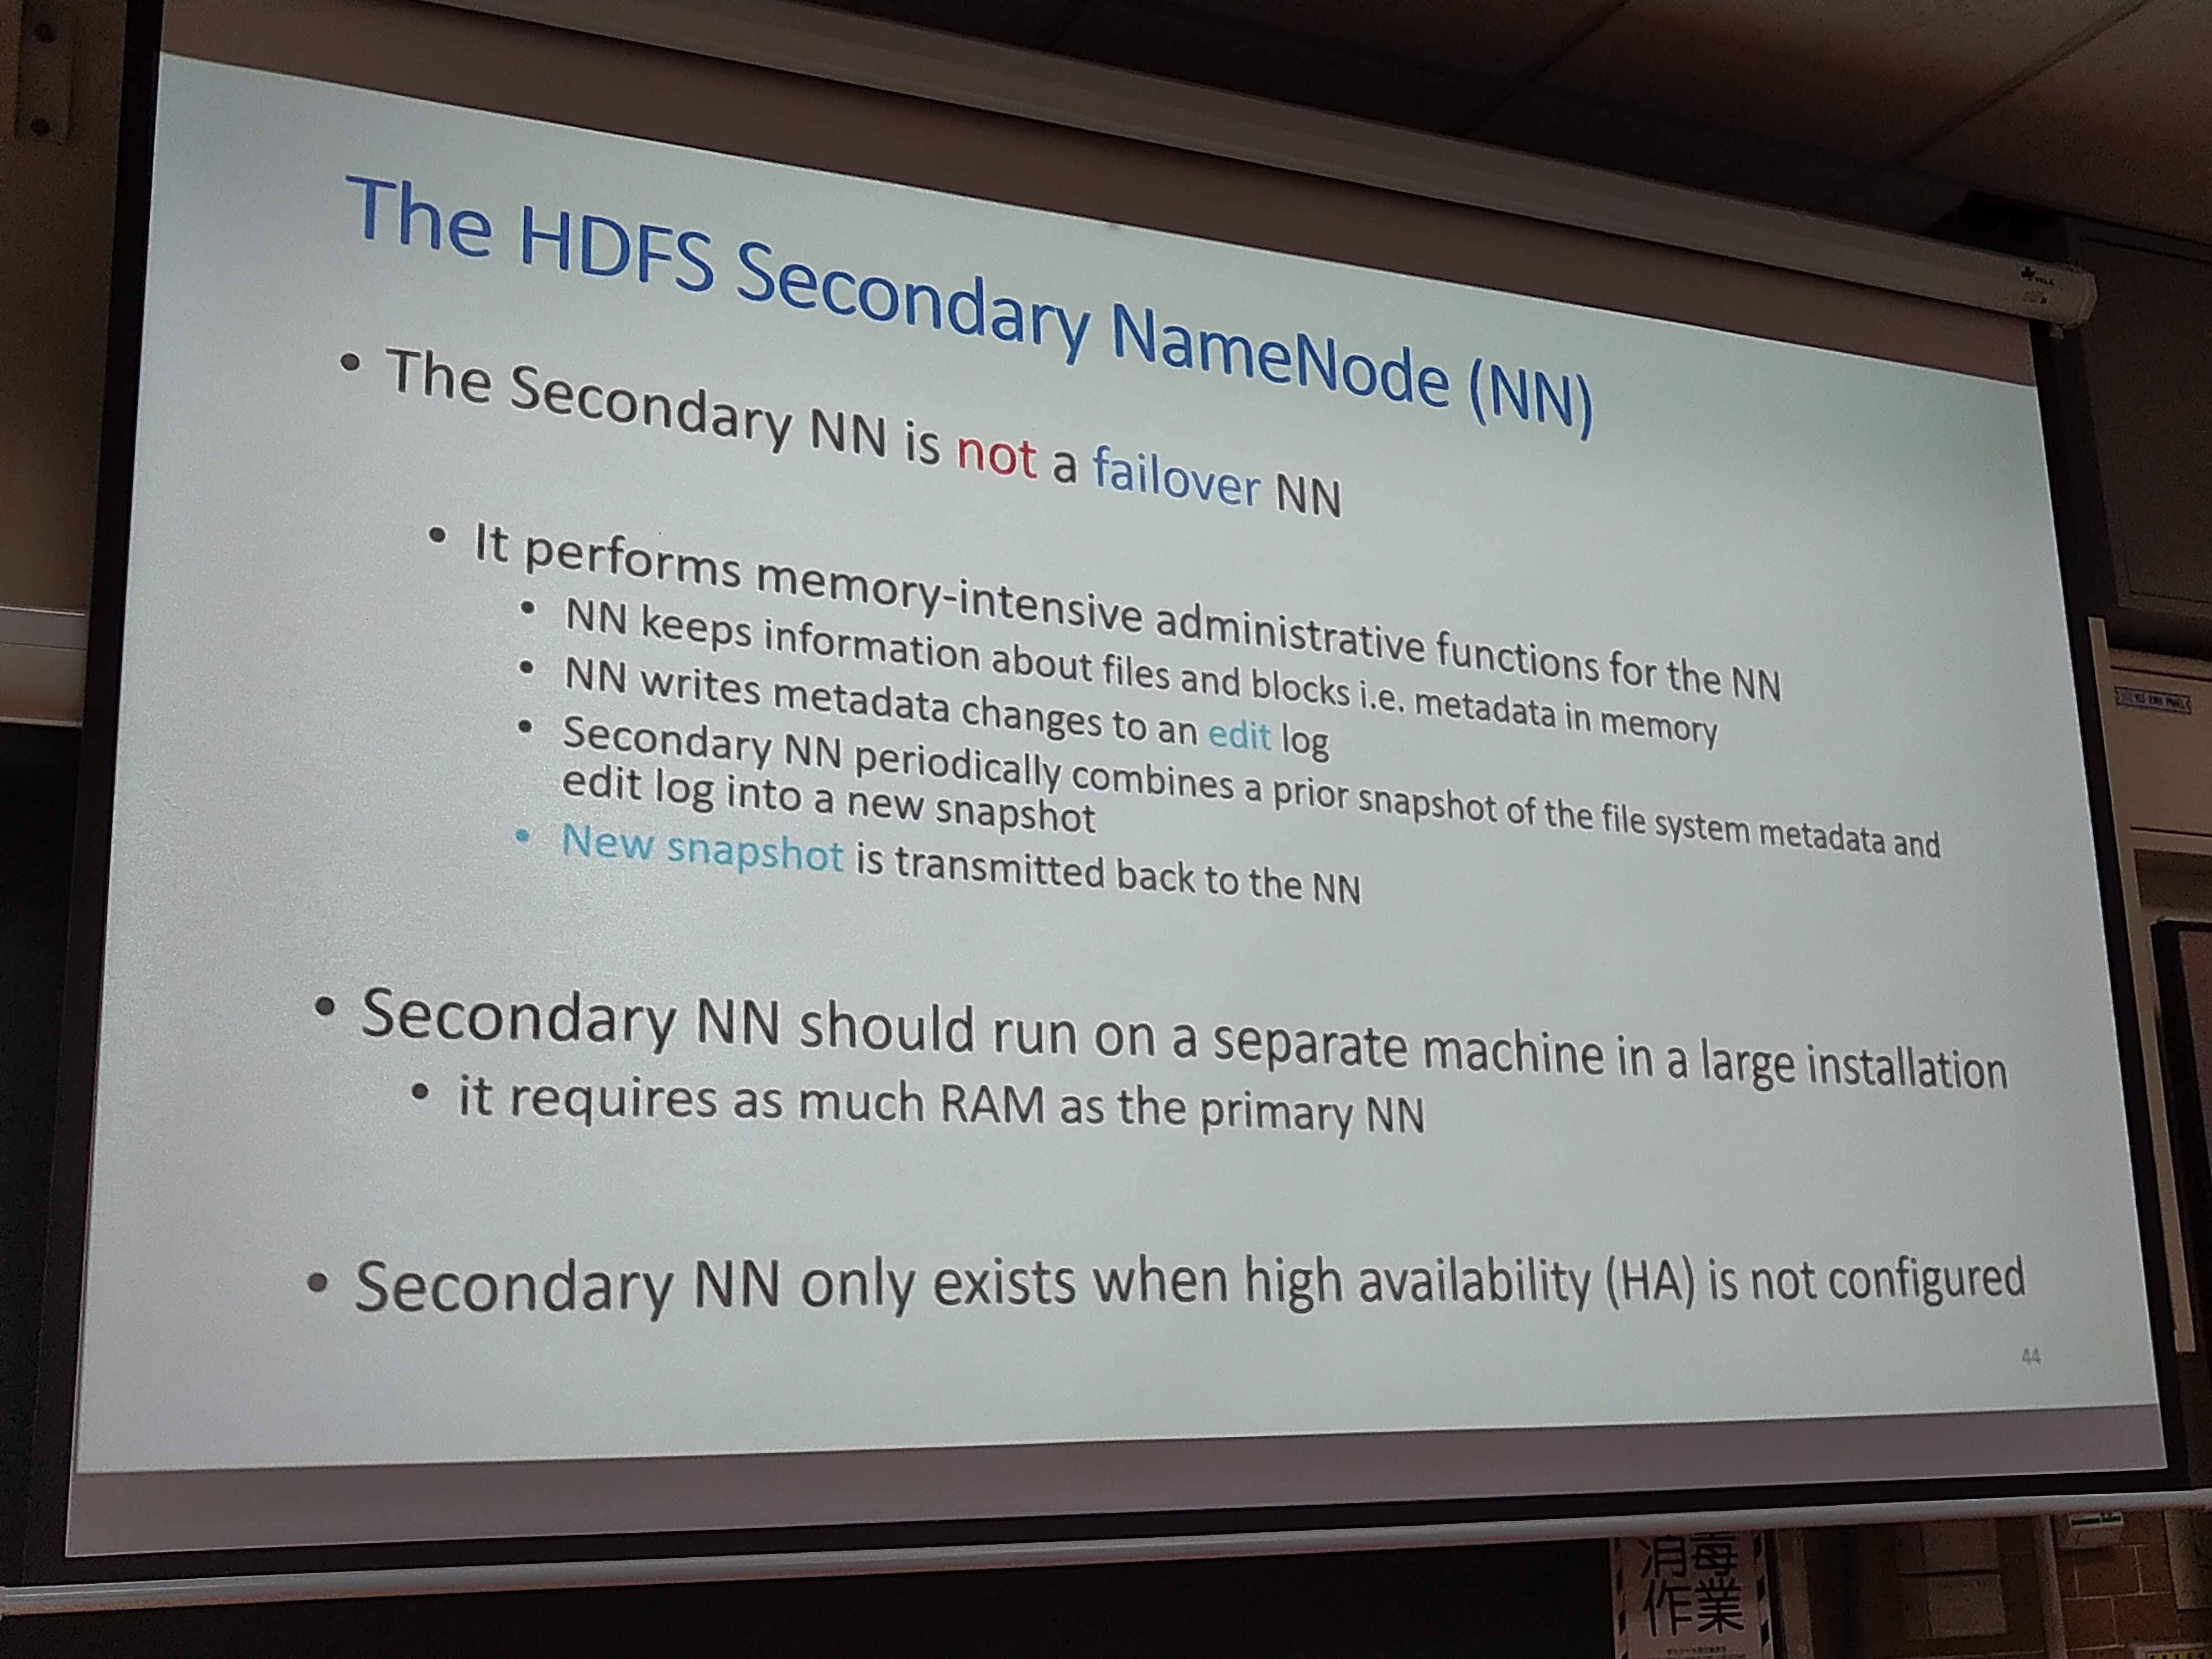 The HDFS Secondary NameNode (NN)
• The Secondary NN is not a failover NN
• It performs memory-intensive administrative functions for the NN
• NN keeps information about files and blocks i.e. metadata in memory
• NN writes metadata changes to an edit log
• Secondary NN periodically combines a prior snapshot of the file system metadata and
edit log into a new snapshot
• New snapshot is transmitted back to the NN
• Secondary NN should run on a separate machine in a large installation
• it requires as much RAM as the primary NN
• Secondary NN only exists when high availability (HA) is not configured
44
消毒
作業